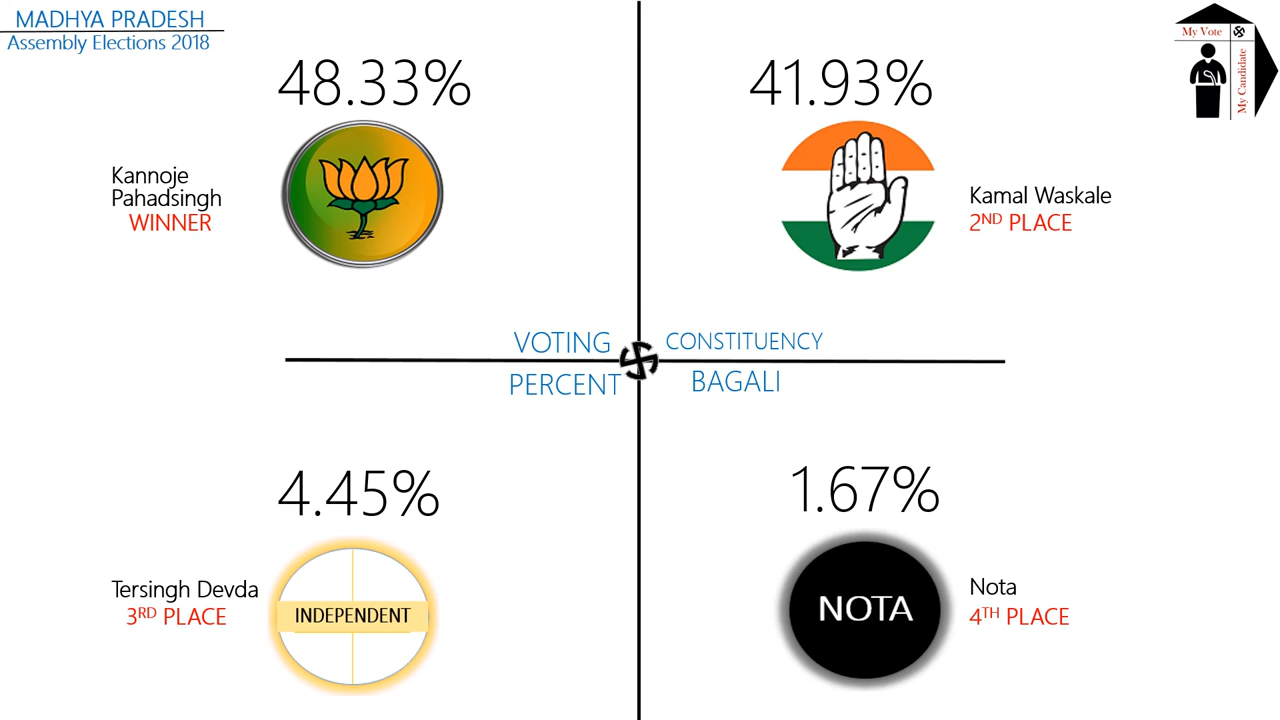 MADHYA PRADESH
Assembly Elections 2018
My Vote
My Candidate
48.33%
Kannoje
Pahadsingh
WINNER
41.93%
Kamal Waskale
2ND PLACE
VOTING
PERCENT
CONSTITUENCY
BAGALI
4.45%
Tersingh Devda
3RD PLACE
INDEPENDENT
1.67%
NOTA
Nota
4TH PLACE